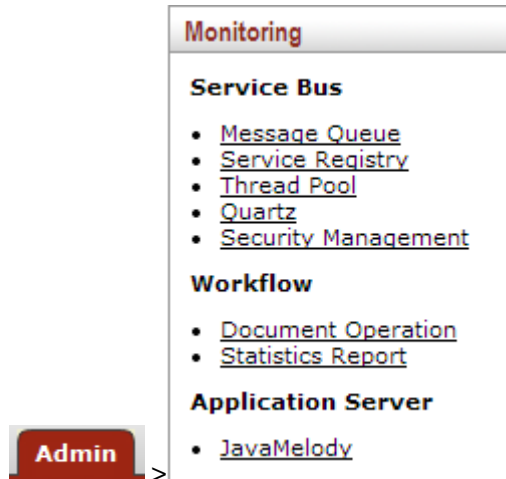 Monitoring
Service Bus
• Message Queue
• Service Registry
• Thread Pool
• Quartz
• Security Management
Workflow
• Document Operation
• Statistics Report
Application Server
• JavaMelody
Admin >